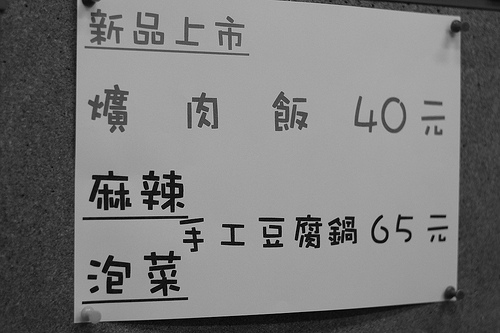 新品上市
爌肉飯 40元
麻辣
手工豆腐鍋 65元
泡菜